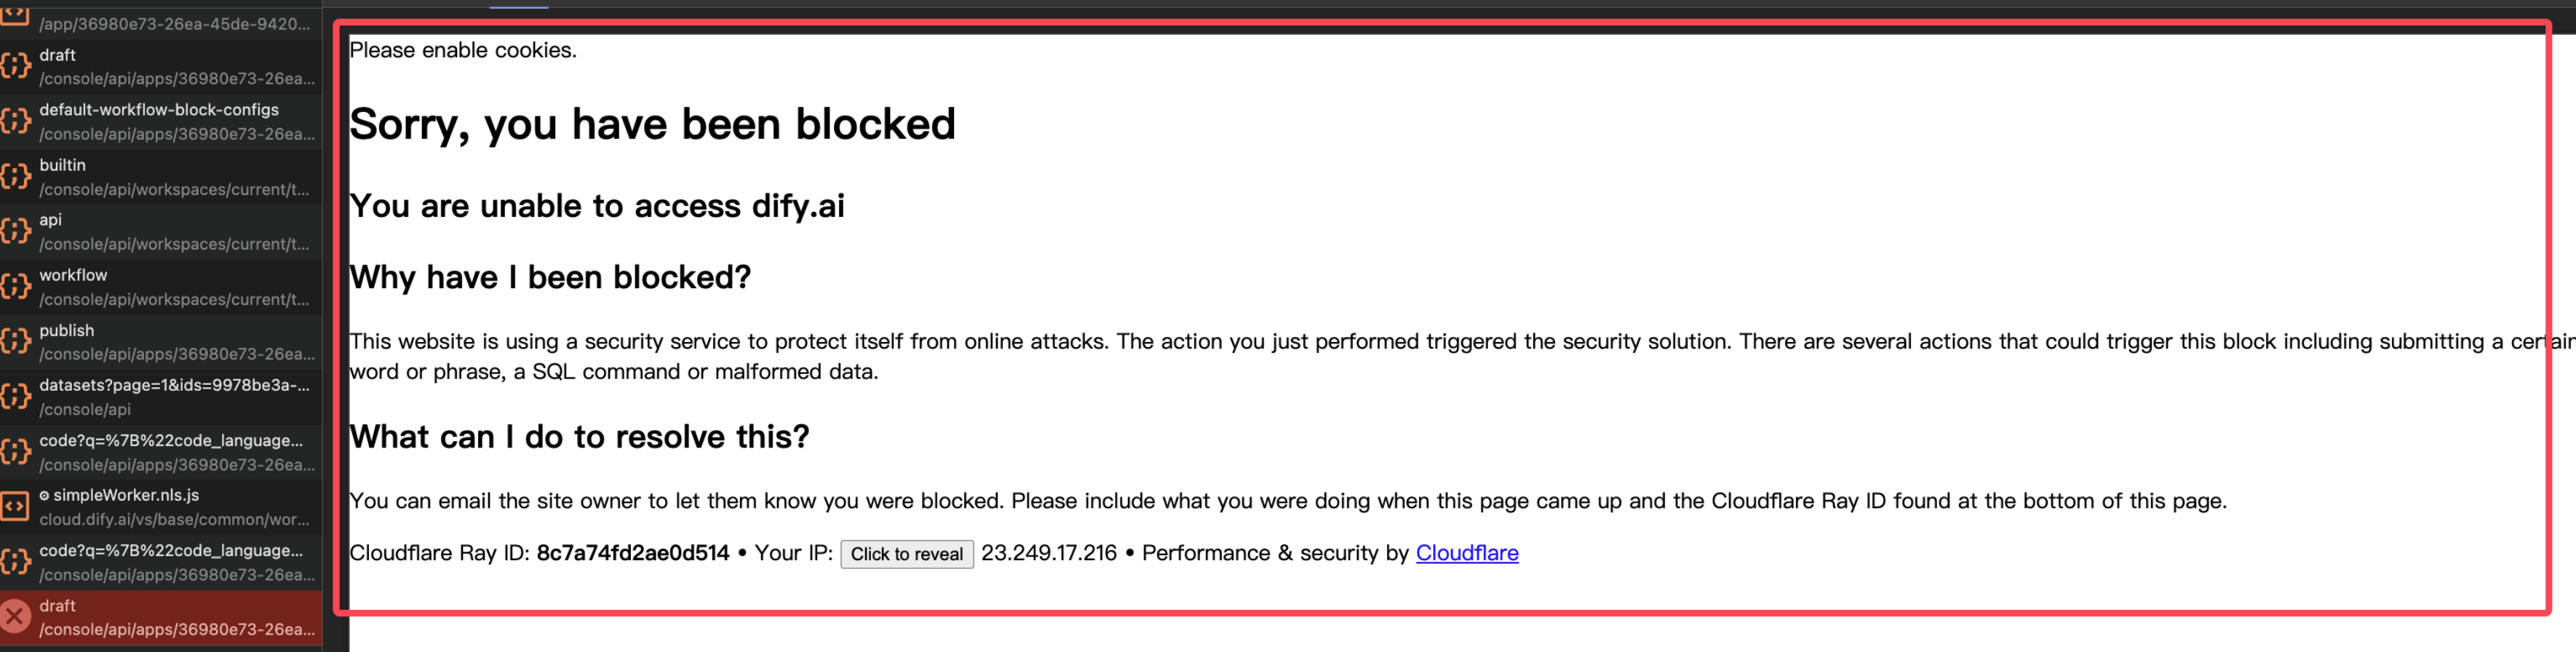 /app/36980e73-26ea-45de-9420...
draft
/console/api/apps/36980e73-26ea...
default-workflow-block-configs
/console/api/apps/36980e73-26ea...
builtin
/console/api/workspaces/current/t...
api
/console/api/workspaces/current/t...
workflow
/console/api/workspaces/current/t...
publish
/console/api/apps/36980e73-26ea...
datasets?page=1&ids=9978be3a-...
/console/api
code?q=%7B%22code_language...
/console/api/apps/36980e73-26ea...
simpleWorker.nls.js
cloud.dify.ai/vs/base/common/wor...
code?q=%7B%22code_language...
/console/api/apps/36980e73-26ea...
draft
/console/api/apps/36980e73-26ea...
Please enable cookies.
Sorry, you have been blocked
You are unable to access dify.ai
Why have I been blocked?
This website is using a security service to protect itself from online attacks. The action you just performed triggered the security solution. There are several actions that could trigger this block including submitting a certain
word or phrase, a SQL command or malformed data.
What can I do to resolve this?
You can email the site owner to let them know you were blocked. Please include what you were doing when this page came up and the Cloudflare Ray ID found at the bottom of this page.
Cloudflare Ray ID: 8c7a74fd2ae0d514 • Your IP: Click to reveal 23.249.17.216 • Performance & security by Cloudflare